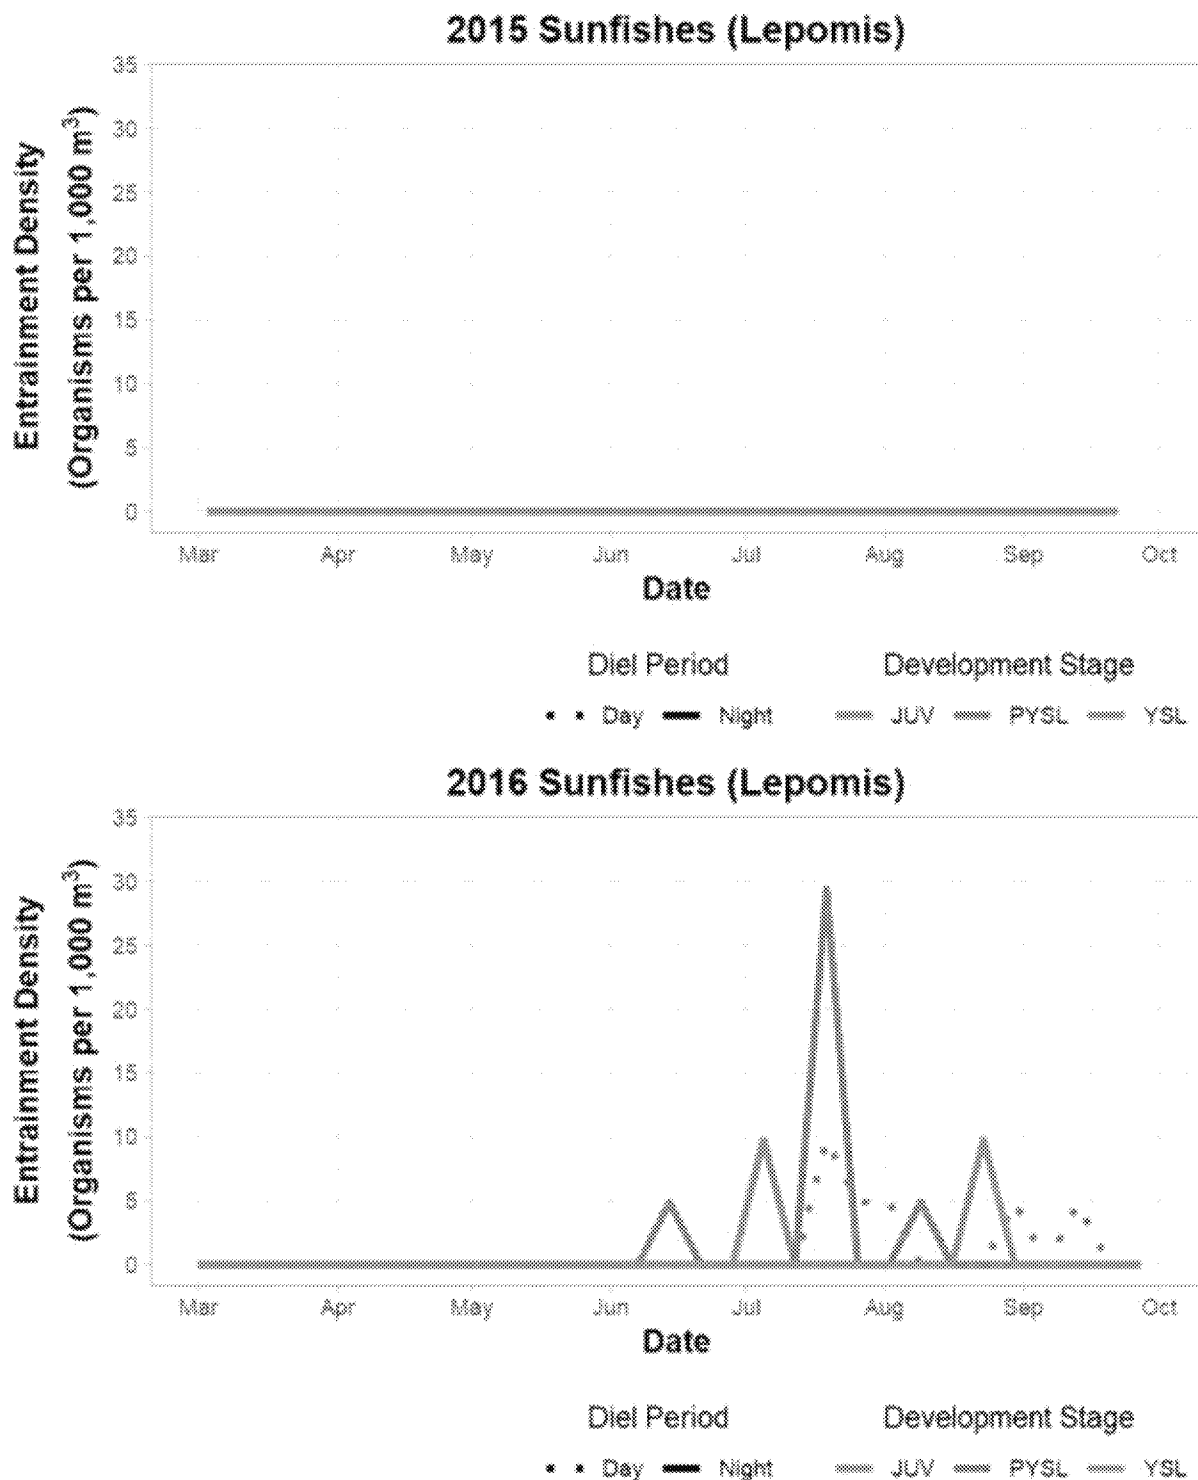 2015 Sunfishes (Lepomis)
Entrainment Density
(Organisms per 1,000 m³)
35
30
25
20
15
10
5
0
Mar Apr May Jun Jul Aug Sep Oct
Date
Diel Period Development Stage
Day Night JUV PYSL YSL
2016 Sunfishes (Lepomis)
Entrainment Density
(Organisms per 1,000 m³)
35
30
25
20
15
10
5
0
Mar Apr May Jun Jul Aug Sep Oct
Date
Diel Period Development Stage
Day Night JUV PYSL YSL